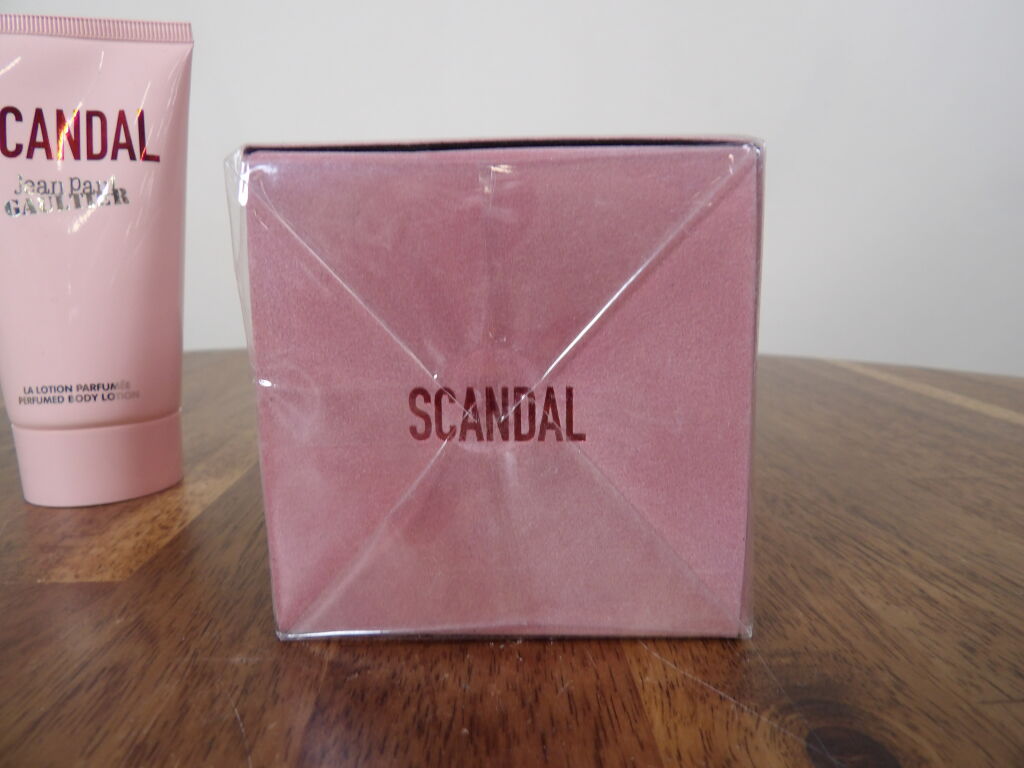 SCANDAL
Jean Paul
GAULTIER
LA LOTION PARFUMÉE
PERFUMED BODY LOTION
SCANDAL